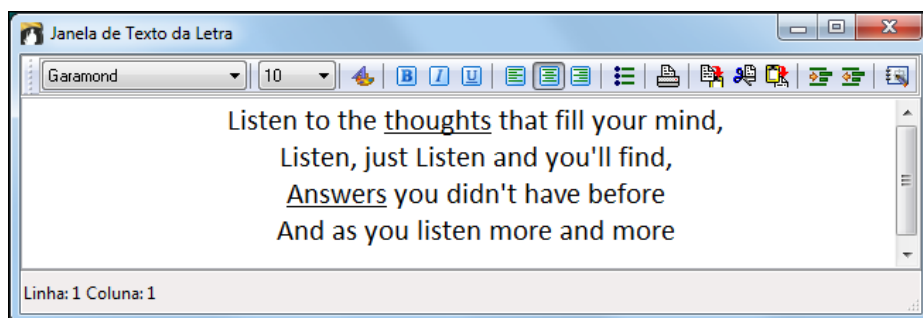 Janela de Texto da Letra
Garamond 10 B I U
Listen to the thoughts that fill your mind,
Listen, just Listen and you'll find,
Answers you didn't have before
And as you listen more and more
Linha: 1 Coluna: 1